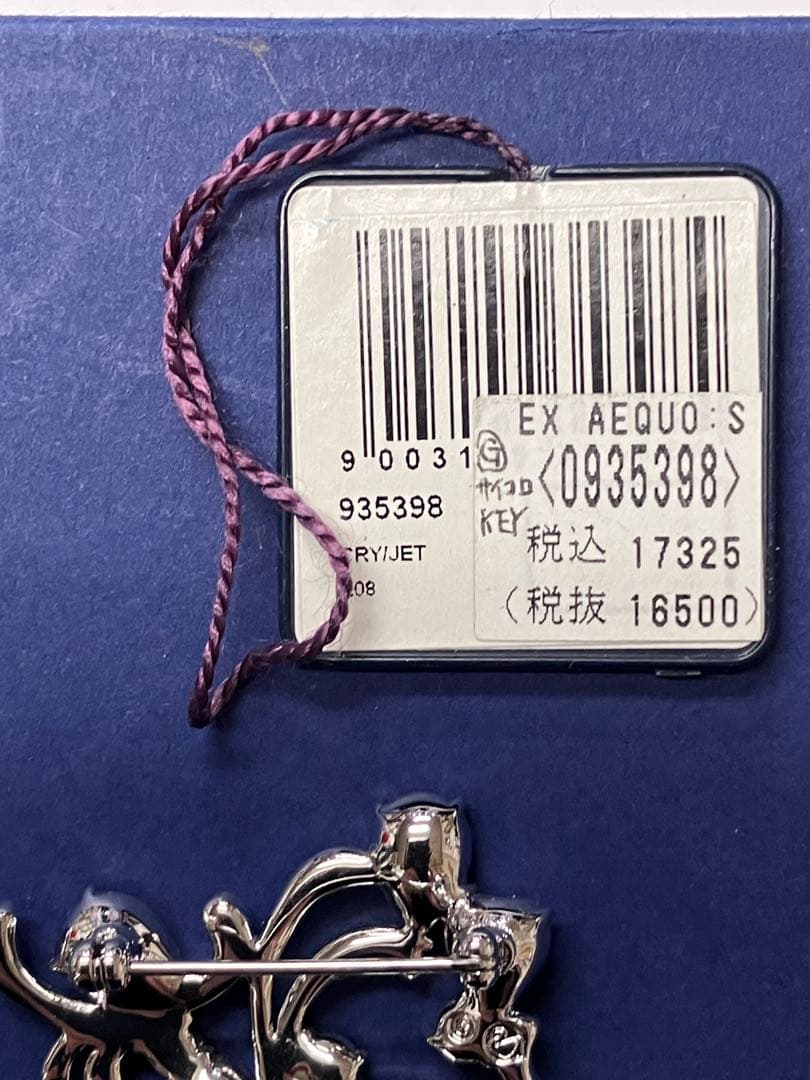 9 0031
935398
CRY/JET
208
EX AEQUO:S
G
サイコロ
KEY
<0935398>
税込 17325
(税抜 16500)